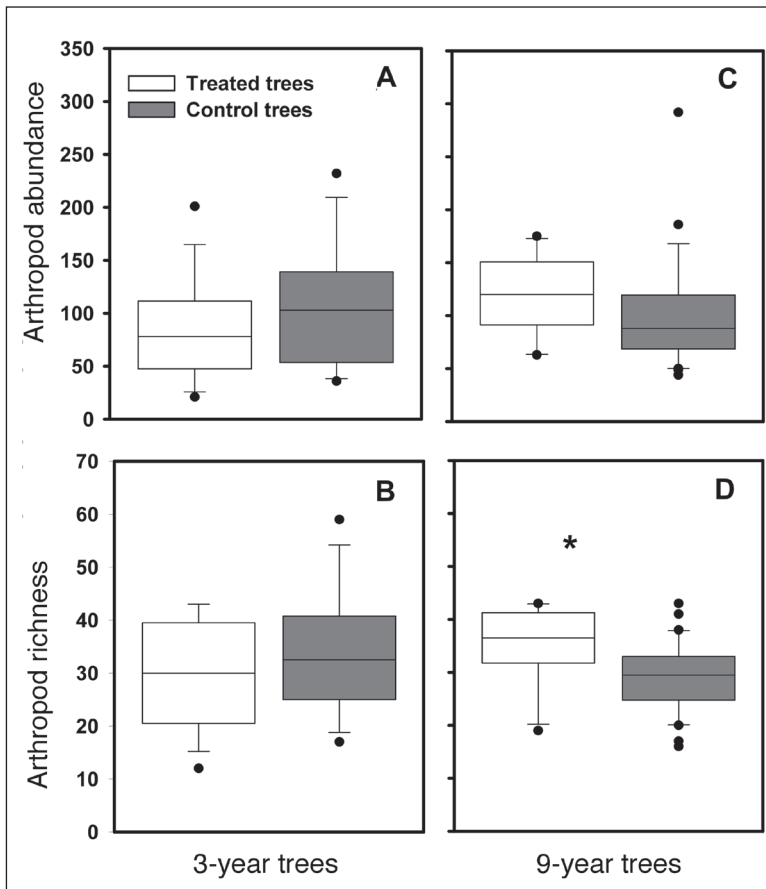 350
300
250
200
150
100
50
0
Arthropod abundance
Treated trees
Control trees
A
C
70
60
50
40
30
20
10
0
Arthropod richness
B
D
*
3-year trees
9-year trees